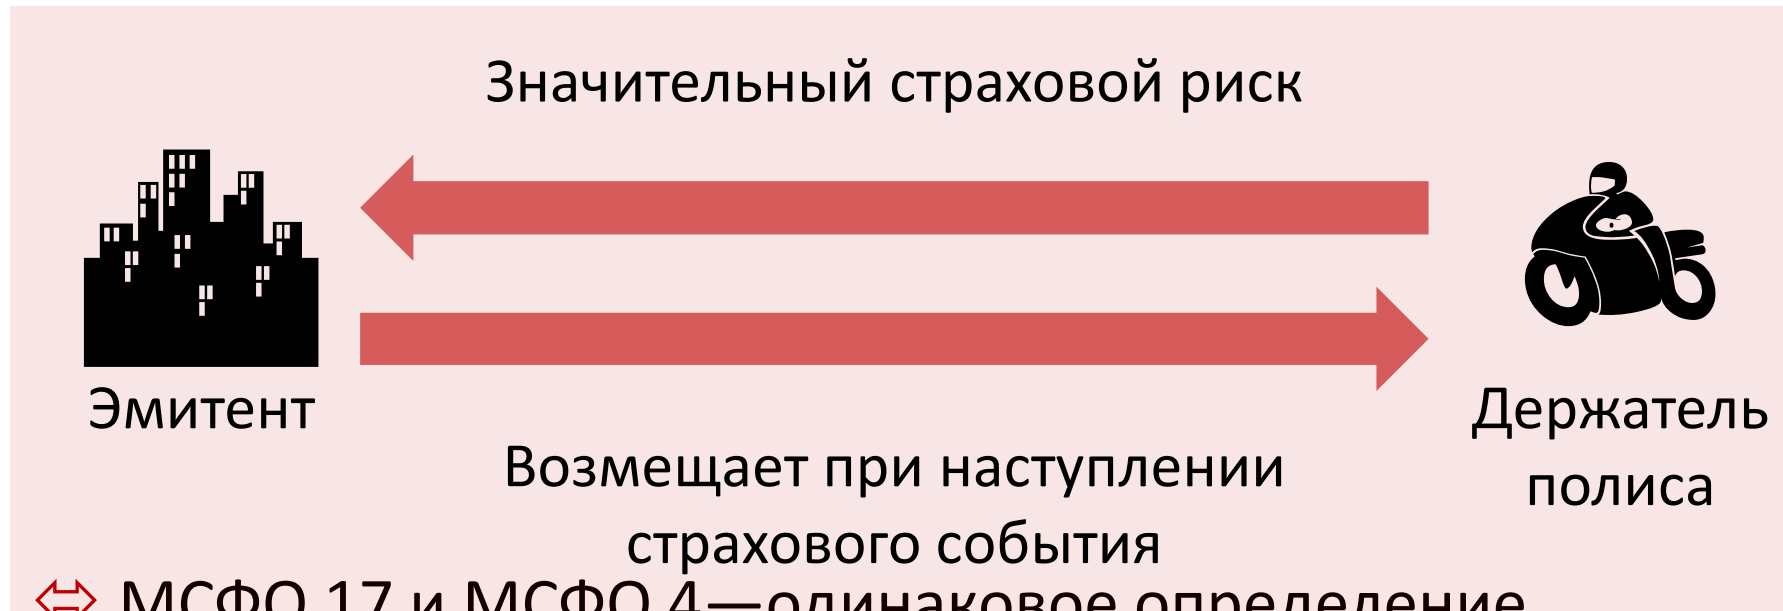 Значительный страховой риск
Эмитент
Держатель
полиса
Возмещает при наступлении
страхового события
МСФО 17 и МСФО 4—одинаковое определение